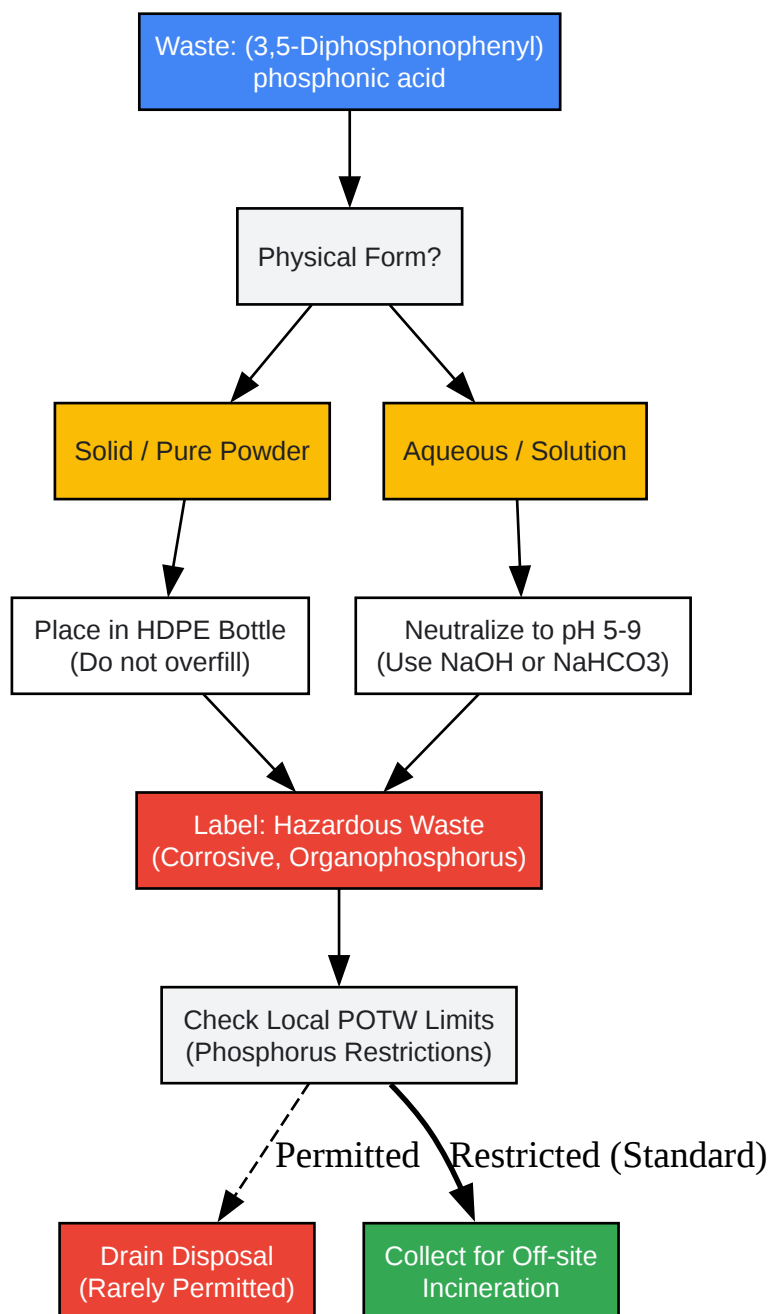 Waste: (3,5-Diphosphonophenyl)
phosphonic acid
Physical Form?
Solid / Pure Powder
Aqueous / Solution
Place in HDPE Bottle
(Do not overfill)
Neutralize to pH 5-9
(Use NaOH or NaHCO3)
Label: Hazardous Waste
(Corrosive, Organophosphorus)
Check Local POTW Limits
(Phosphorus Restrictions)
Permitted
Restricted (Standard)
Drain Disposal
(Rarely Permitted)
Collect for Off-site
Incineration